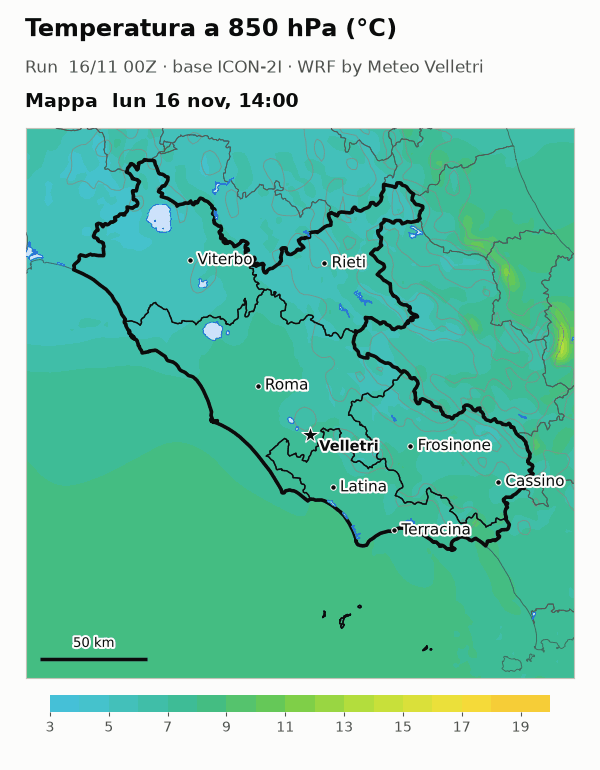 Temperatura a 850 hPa (°C)
Run  16/11 00Z · base ICON-2I · WRF by Meteo Velletri
Mappa  lun 16 nov, 14:00
Viterbo
Rieti
Roma
Velletri
Frosinone
Latina
Cassino
Terracina
50 km
3 5 7 9 11 13 15 17 19